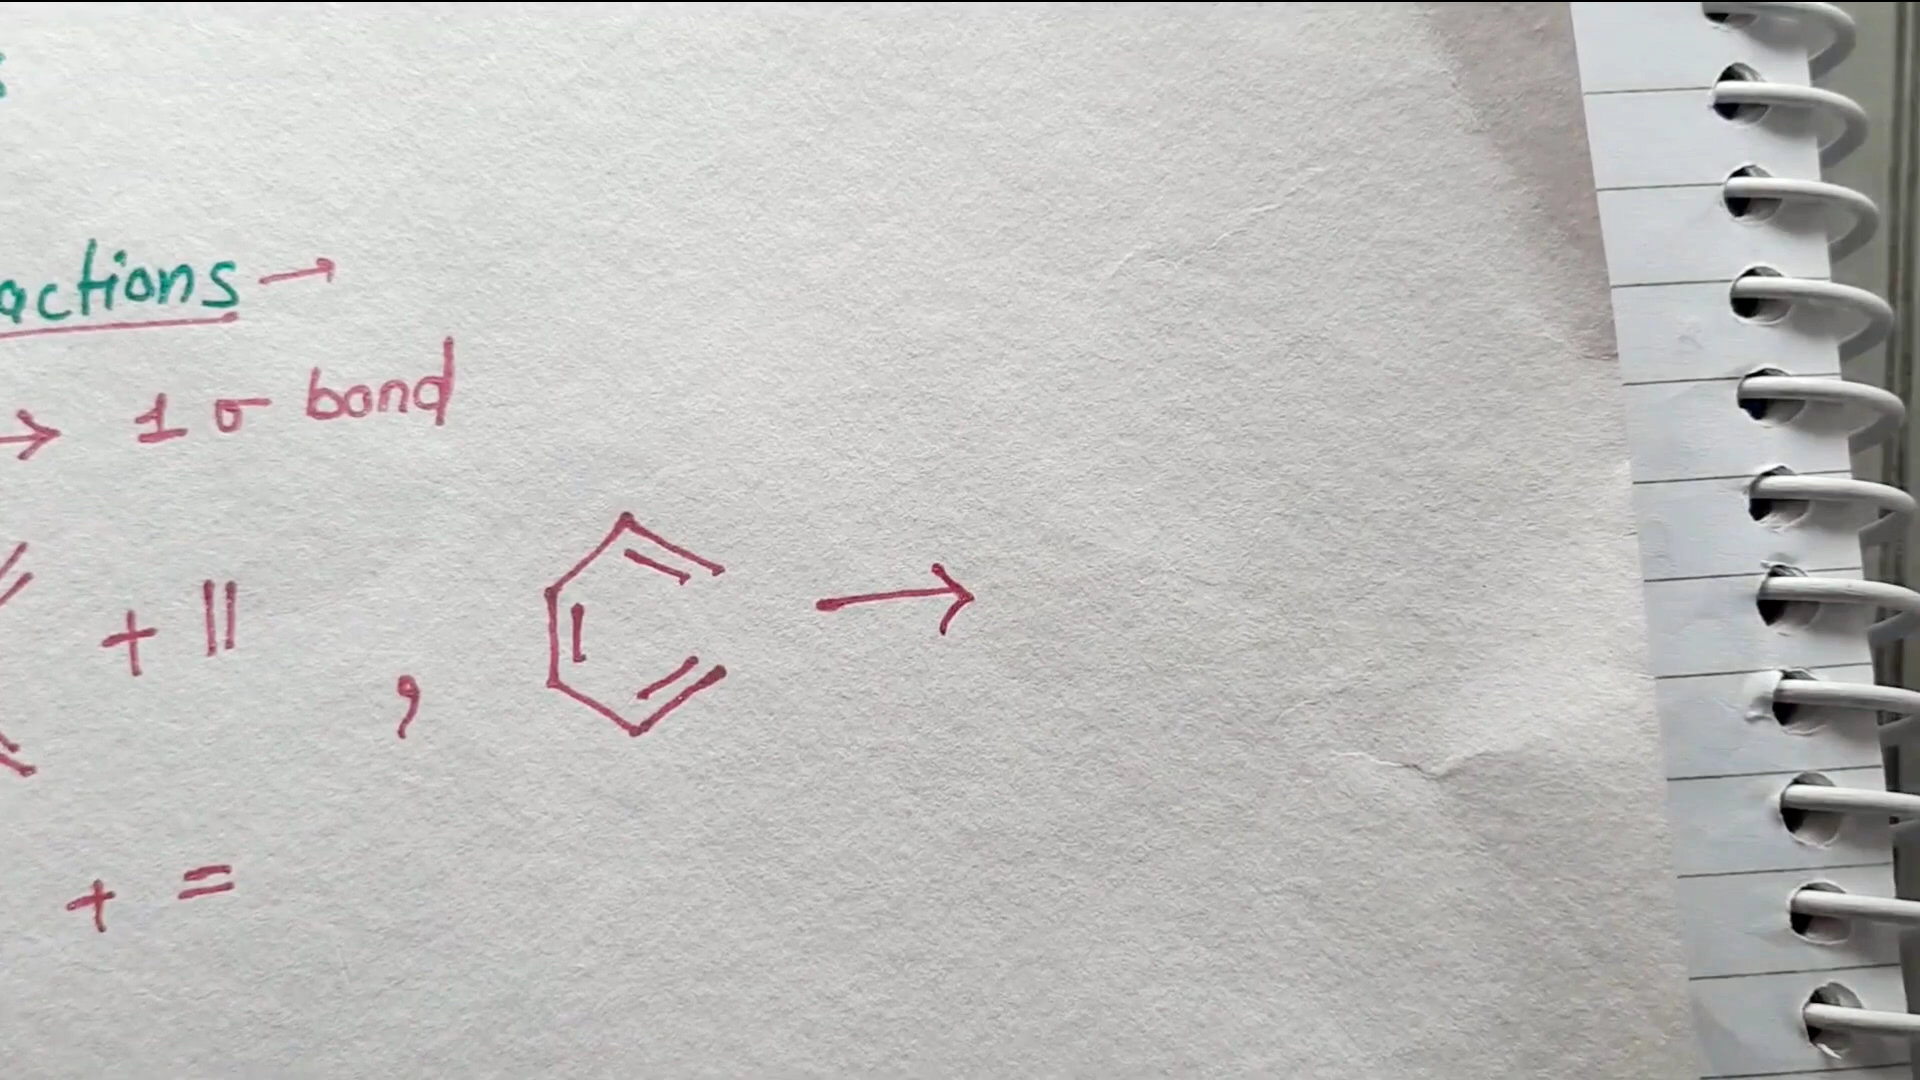 actions →
→ 1 σ bond
+ ,  →
+ =